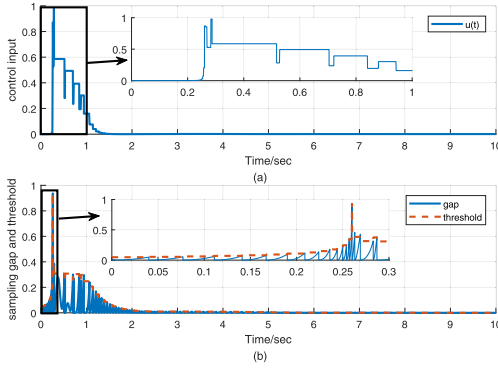 1
0.8
0.6
0.4
0.2
0
control input
1
0.5
0
0 0.2 0.4 0.6 0.8 1
u(t)
0 1 2 3 4 5 6 7 8 9 10
Time/sec
(a)
1
0.8
0.6
0.4
0.2
0
sampling gap and threshold
1
0.5
0
0 0.05 0.1 0.15 0.2 0.25 0.3
gap
threshold
0 1 2 3 4 5 6 7 8 9 10
Time/sec
(b)